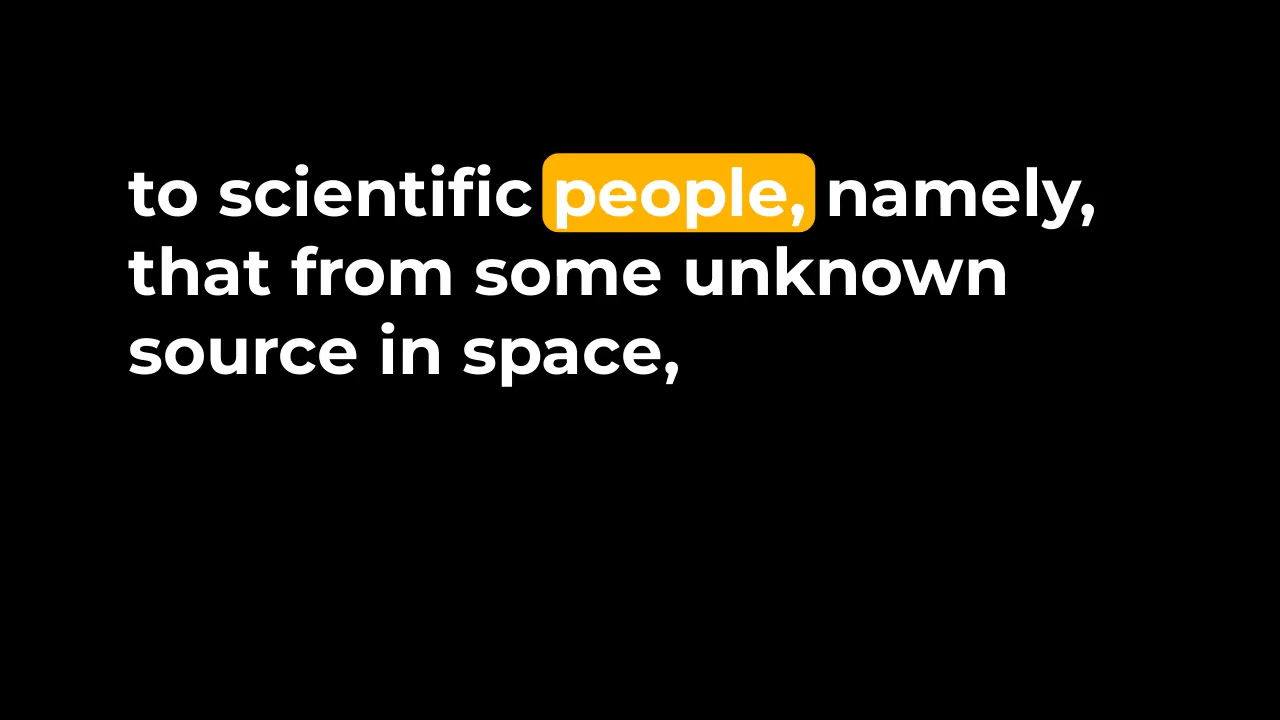 to scientific people, namely,
that from some unknown
source in space,